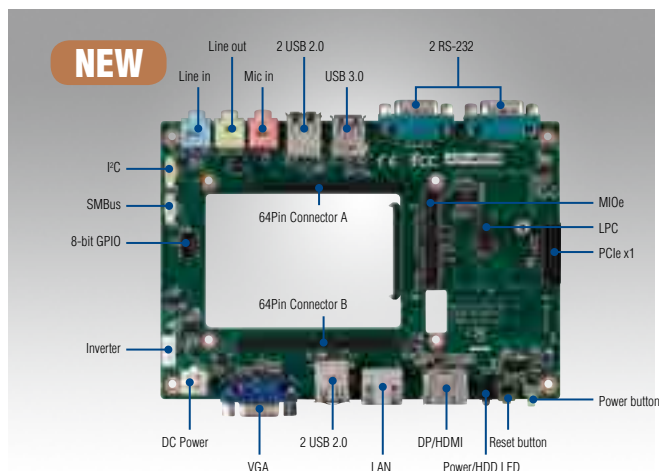 NEW
Line out
2 USB 2.0
2 RS-232
Line in
Mic in
USB 3.0
I²C
SMBus
8-bit GPIO
64Pin Connector A
MIOe
LPC
PCIe x1
64Pin Connector B
Inverter
Power button
DC Power
2 USB 2.0
DP/HDMI
Reset button
VGA
LAN
Power/HDD LED
FCC